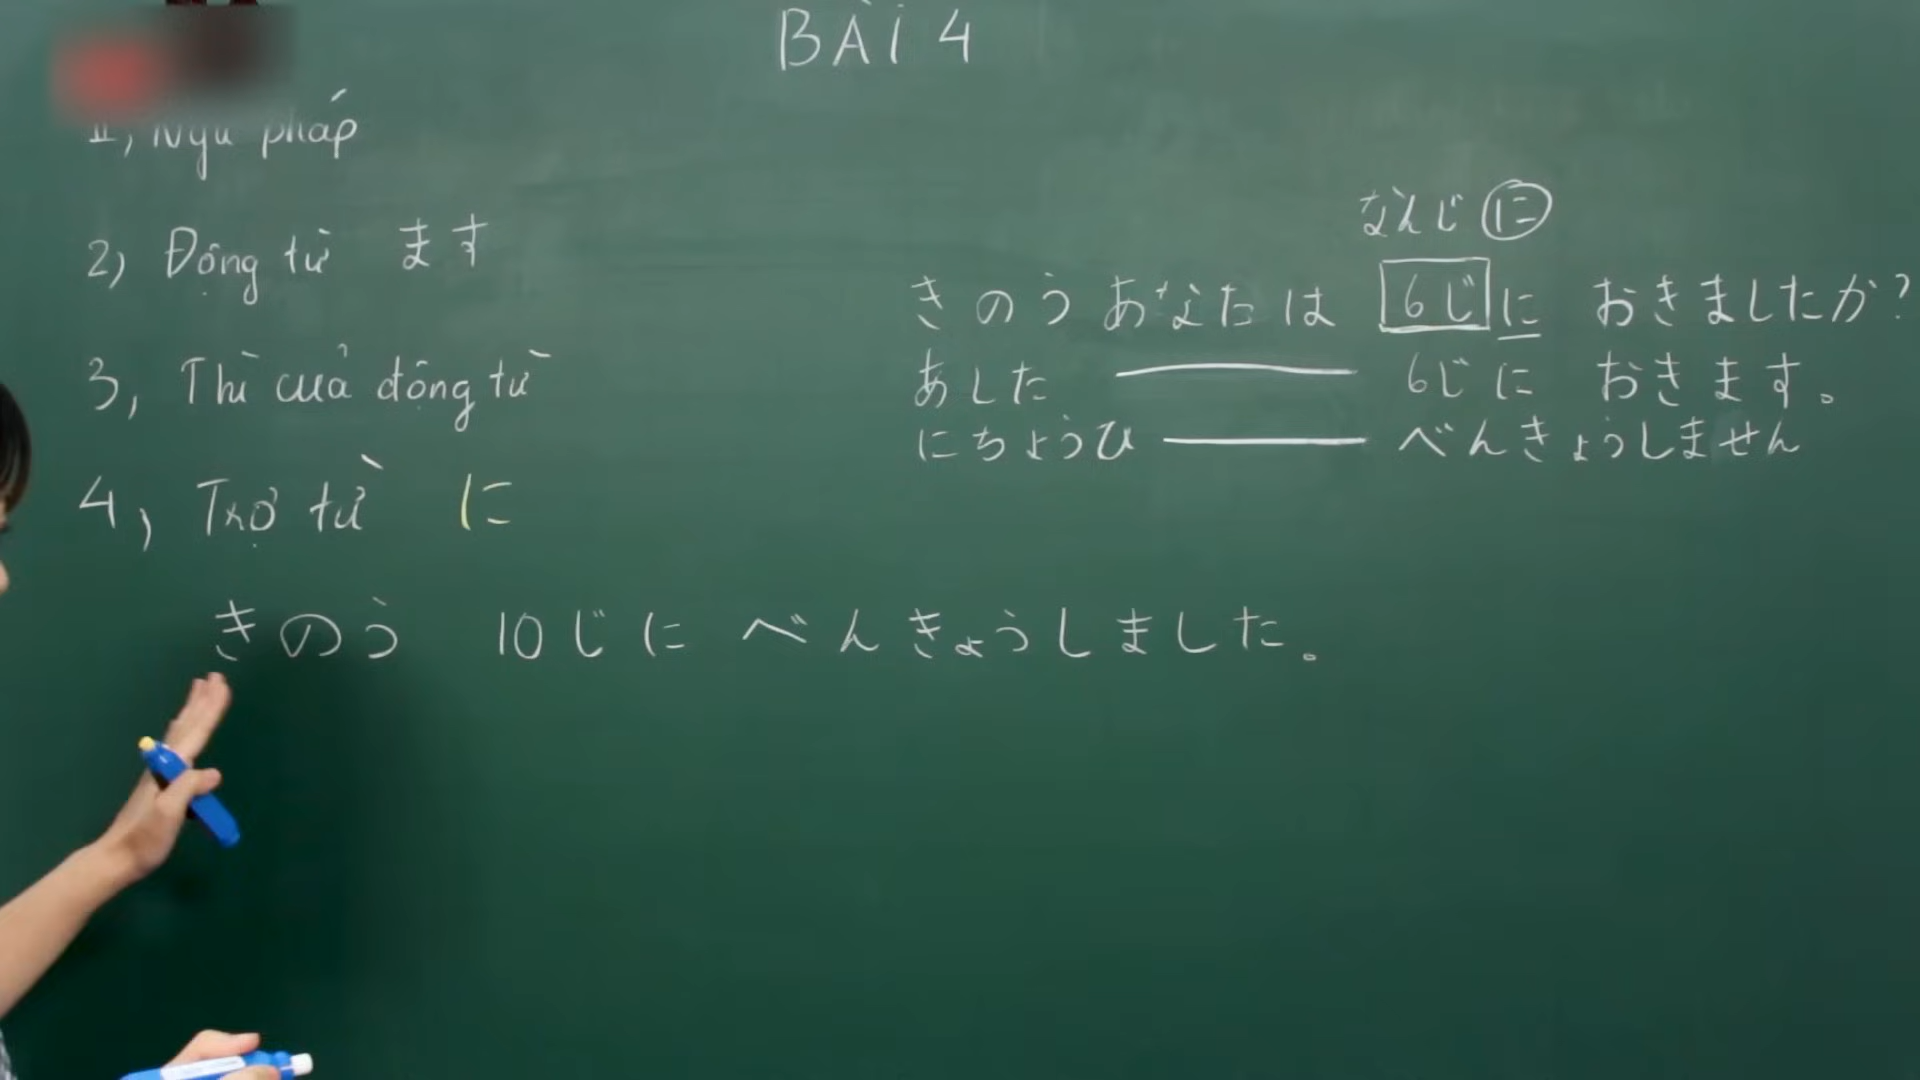 BÀI 4
II, Ngữ pháp
2) Động từ ます
3, Thì của động từ
4, Trợ từ に
きのう 10じに べんきょうしました。
なんじに
きのう あなたは 6じに おきましたか?
あした 6じに おきます。
にちようび べんきょうしません